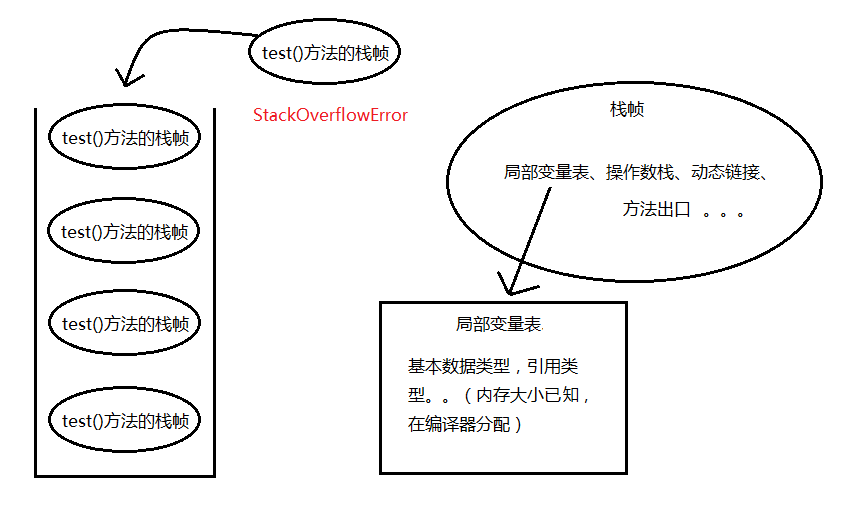 test()方法的栈帧
StackOverflowError
test()方法的栈帧
test()方法的栈帧
test()方法的栈帧
test()方法的栈帧
栈帧
局部变量表、操作数栈、动态链接、
方法出口 。。。
局部变量表
基本数据类型，引用类
型。。（内存大小已知，
在编译器分配）